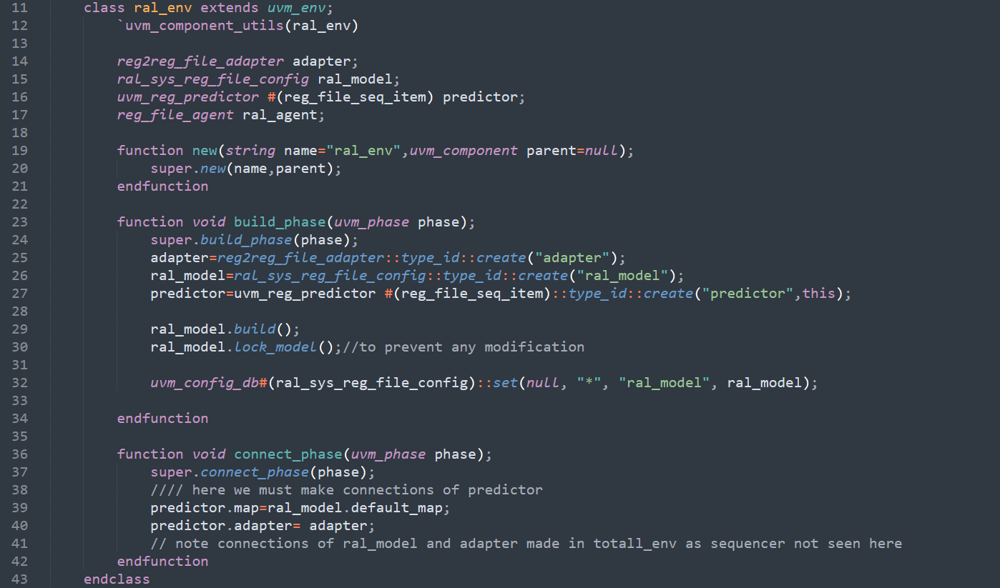 11 class ral_env extends uvm_env;
12 `uvm_component_utils(ral_env)
13
14 reg2reg_file_adapter adapter;
15 ral_sys_reg_file_config ral_model;
16 uvm_reg_predictor #(reg_file_seq_item) predictor;
17 reg_file_agent ral_agent;
18
19 function new(string name="ral_env",uvm_component parent=null);
20 super.new(name,parent);
21 endfunction
22
23 function void build_phase(uvm_phase phase);
24 super.build_phase(phase);
25 adapter=reg2reg_file_adapter::type_id::create("adapter");
26 ral_model=ral_sys_reg_file_config::type_id::create("ral_model");
27 predictor=uvm_reg_predictor #(reg_file_seq_item)::type_id::create("predictor",this);
28
29 ral_model.build();
30 ral_model.lock_model();//to prevent any modification
31
32 uvm_config_db#(ral_sys_reg_file_config)::set(null, "*", "ral_model", ral_model);
33
34 endfunction
35
36 function void connect_phase(uvm_phase phase);
37 super.connect_phase(phase);
38 //// here we must make connections of predictor
39 predictor.map=ral_model.default_map;
40 predictor.adapter= adapter;
41 // note connections of ral_model and adapter made in totall_env as sequencer not seen here
42 endfunction
43 endclass